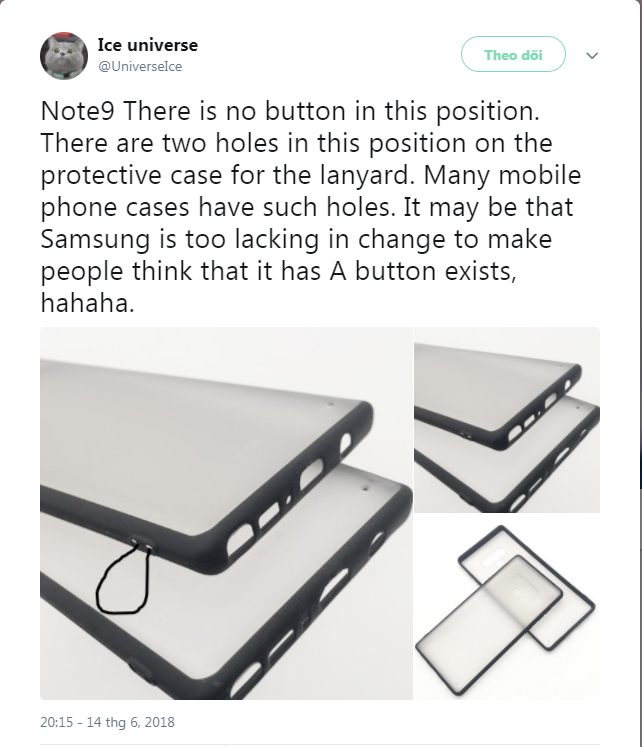 Ice universe
@UniverseIce
Theo dõi
Note9 There is no button in this position.
There are two holes in this position on the
protective case for the lanyard. Many mobile
phone cases have such holes. It may be that
Samsung is too lacking in change to make
people think that it has A button exists,
hahaha.
20:15 - 14 thg 6, 2018